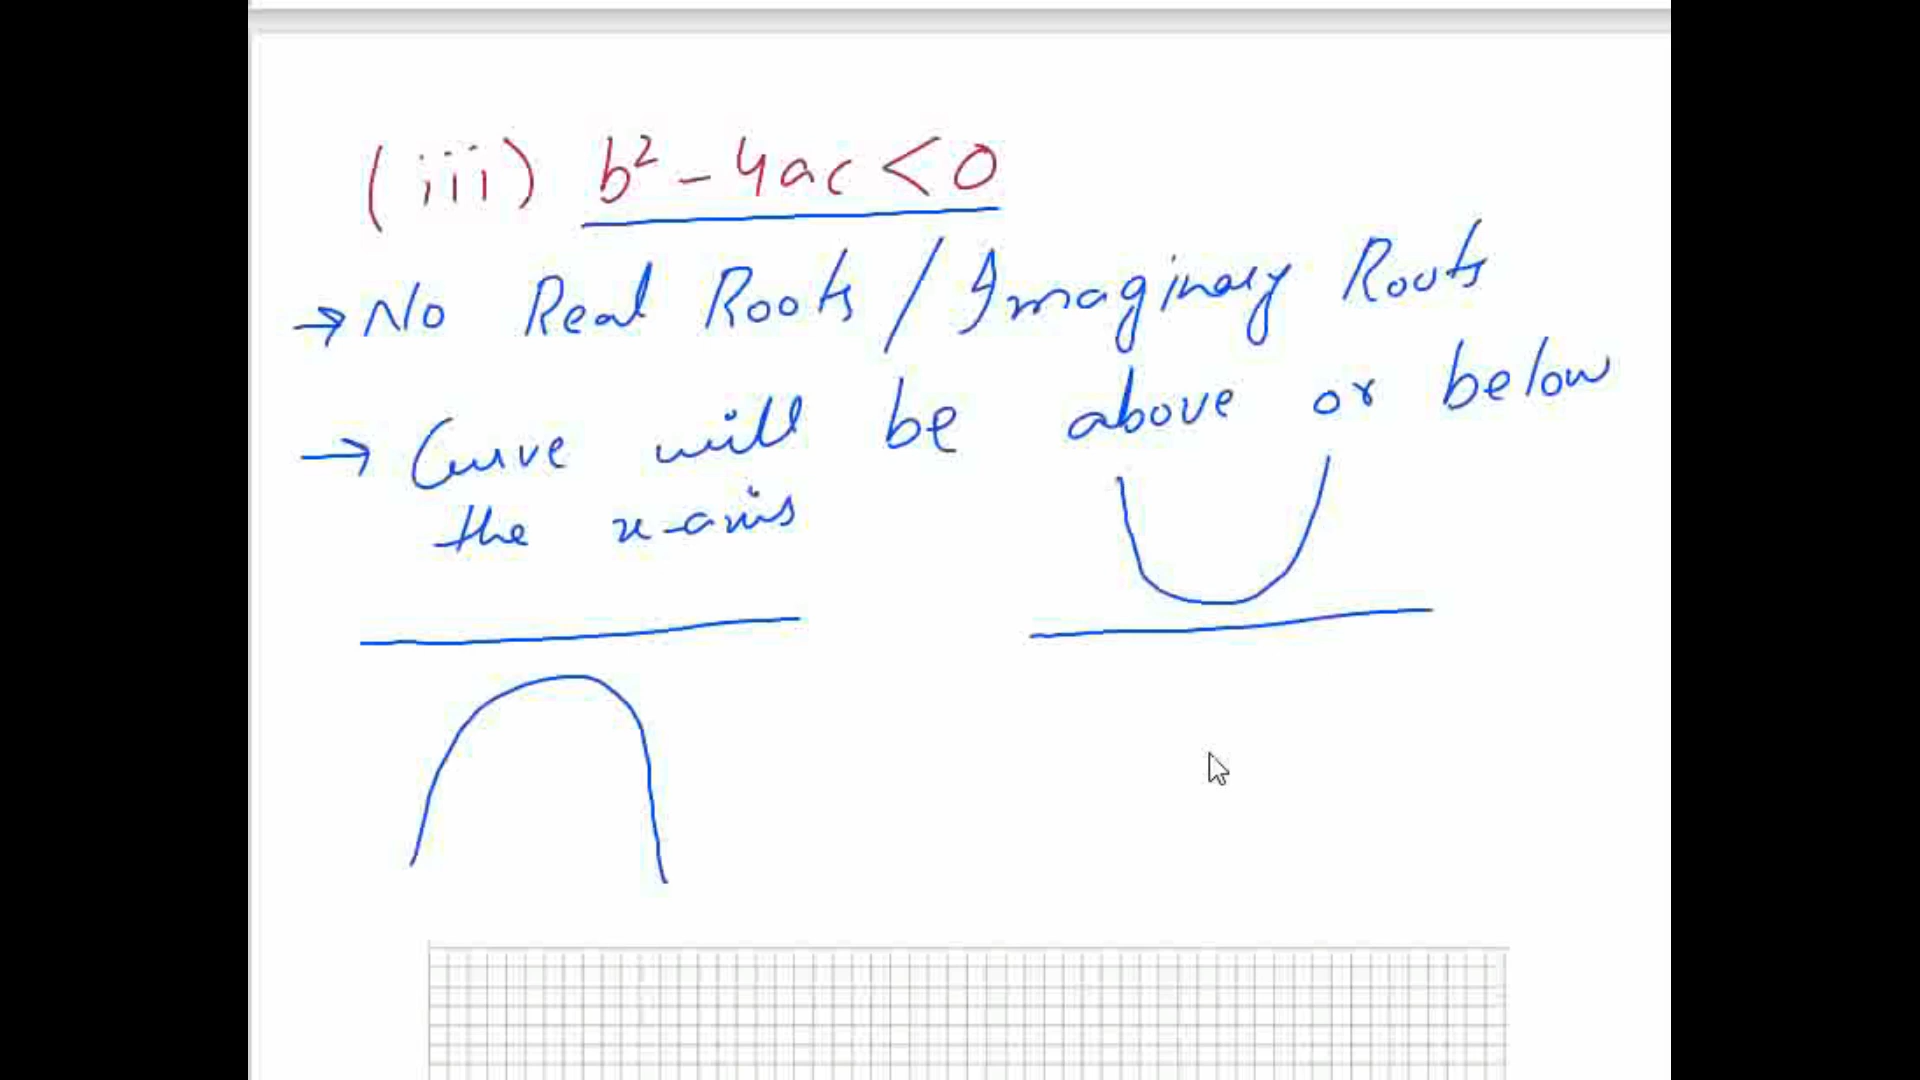 (iii) b² - 4ac < 0
→ No Real Roots / Imaginary Roots
→ Curve will be above or below
the x-axis